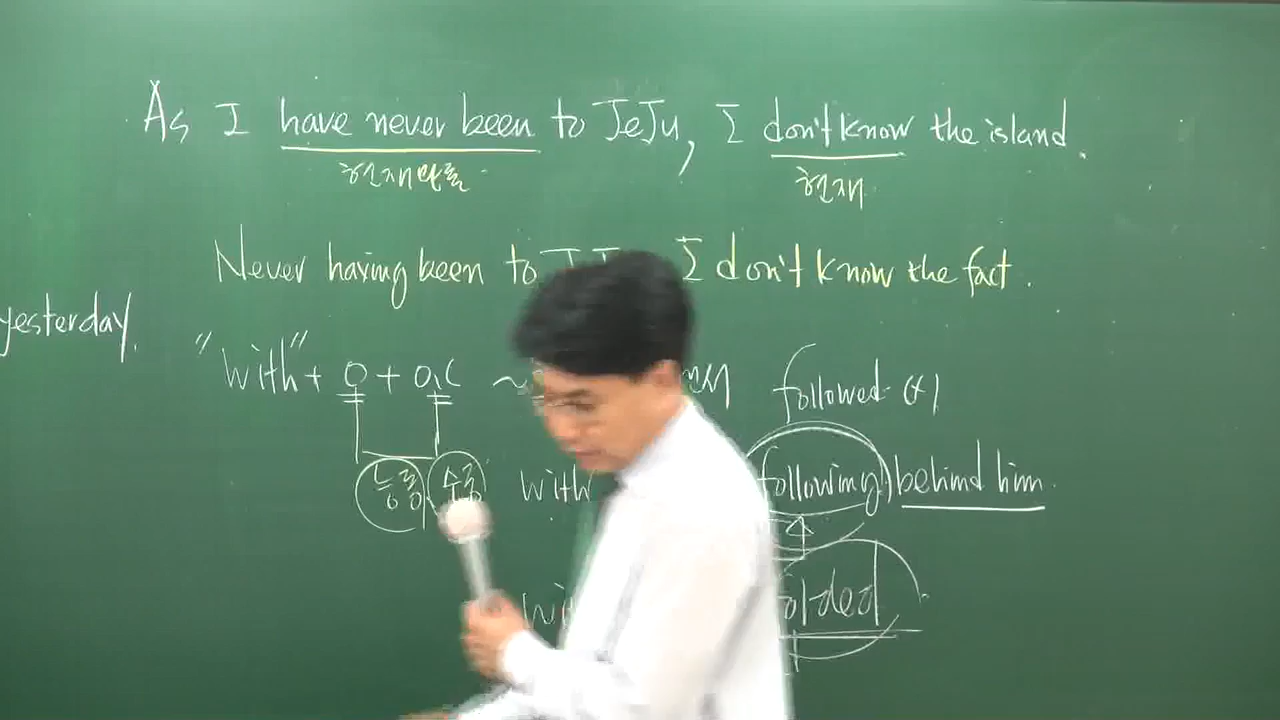 As I have never been to JeJu, I don't know the island.
현재완료 현재
Never having been to I don't know the fact.
yesterday.
"With" + O + O.C ~ followed (X)
능동 수동 with following behind him.